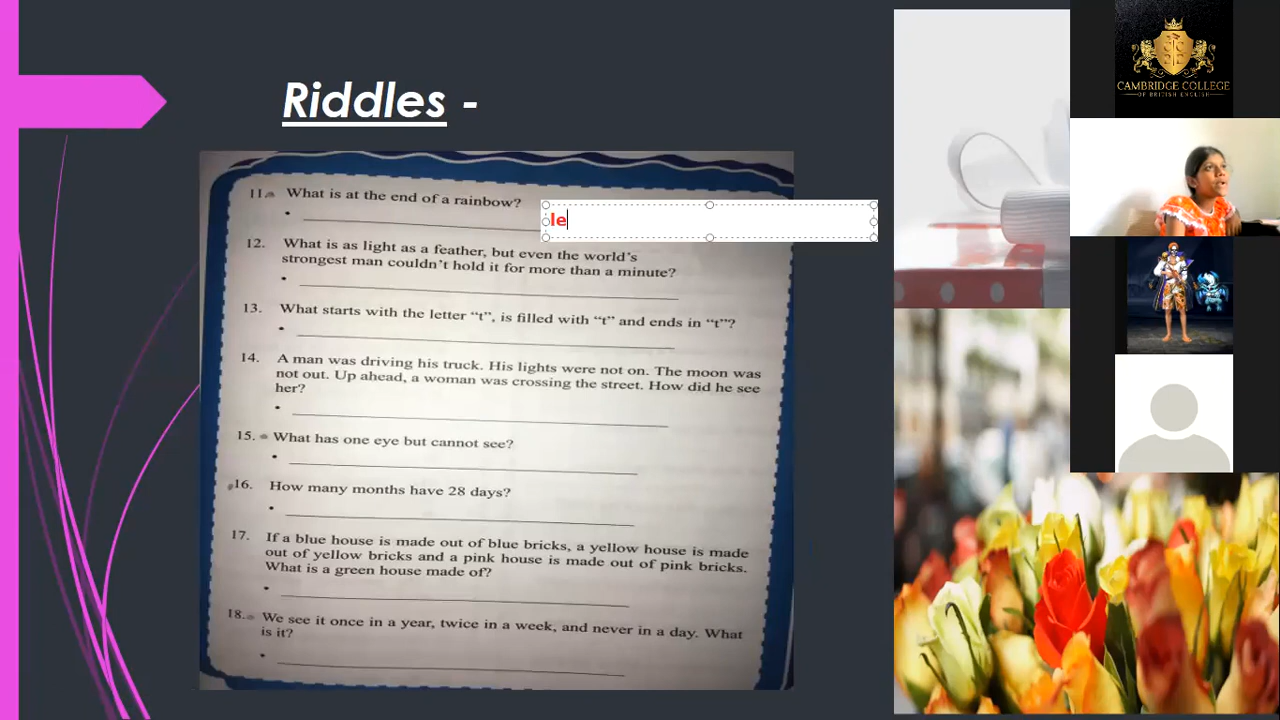 Riddles -
11. What is at the end of a rainbow?
le
12. What is as light as a feather, but even the world's
strongest man couldn't hold it for more than a minute?
13. What starts with the letter “t”, is filled with “t” and ends in “t”?
14. A man was driving his truck. His lights were not on. The moon was
not out. Up ahead, a woman was crossing the street. How did he see
her?
15. What has one eye but cannot see?
16. How many months have 28 days?
17. If a blue house is made out of blue bricks, a yellow house is made
out of yellow bricks and a pink house is made out of pink bricks.
What is a green house made of?
18. We see it once in a year, twice in a week, and never in a day. What
is it?
CAMBRIDGE COLLEGE
OF BRITISH ENGLISH